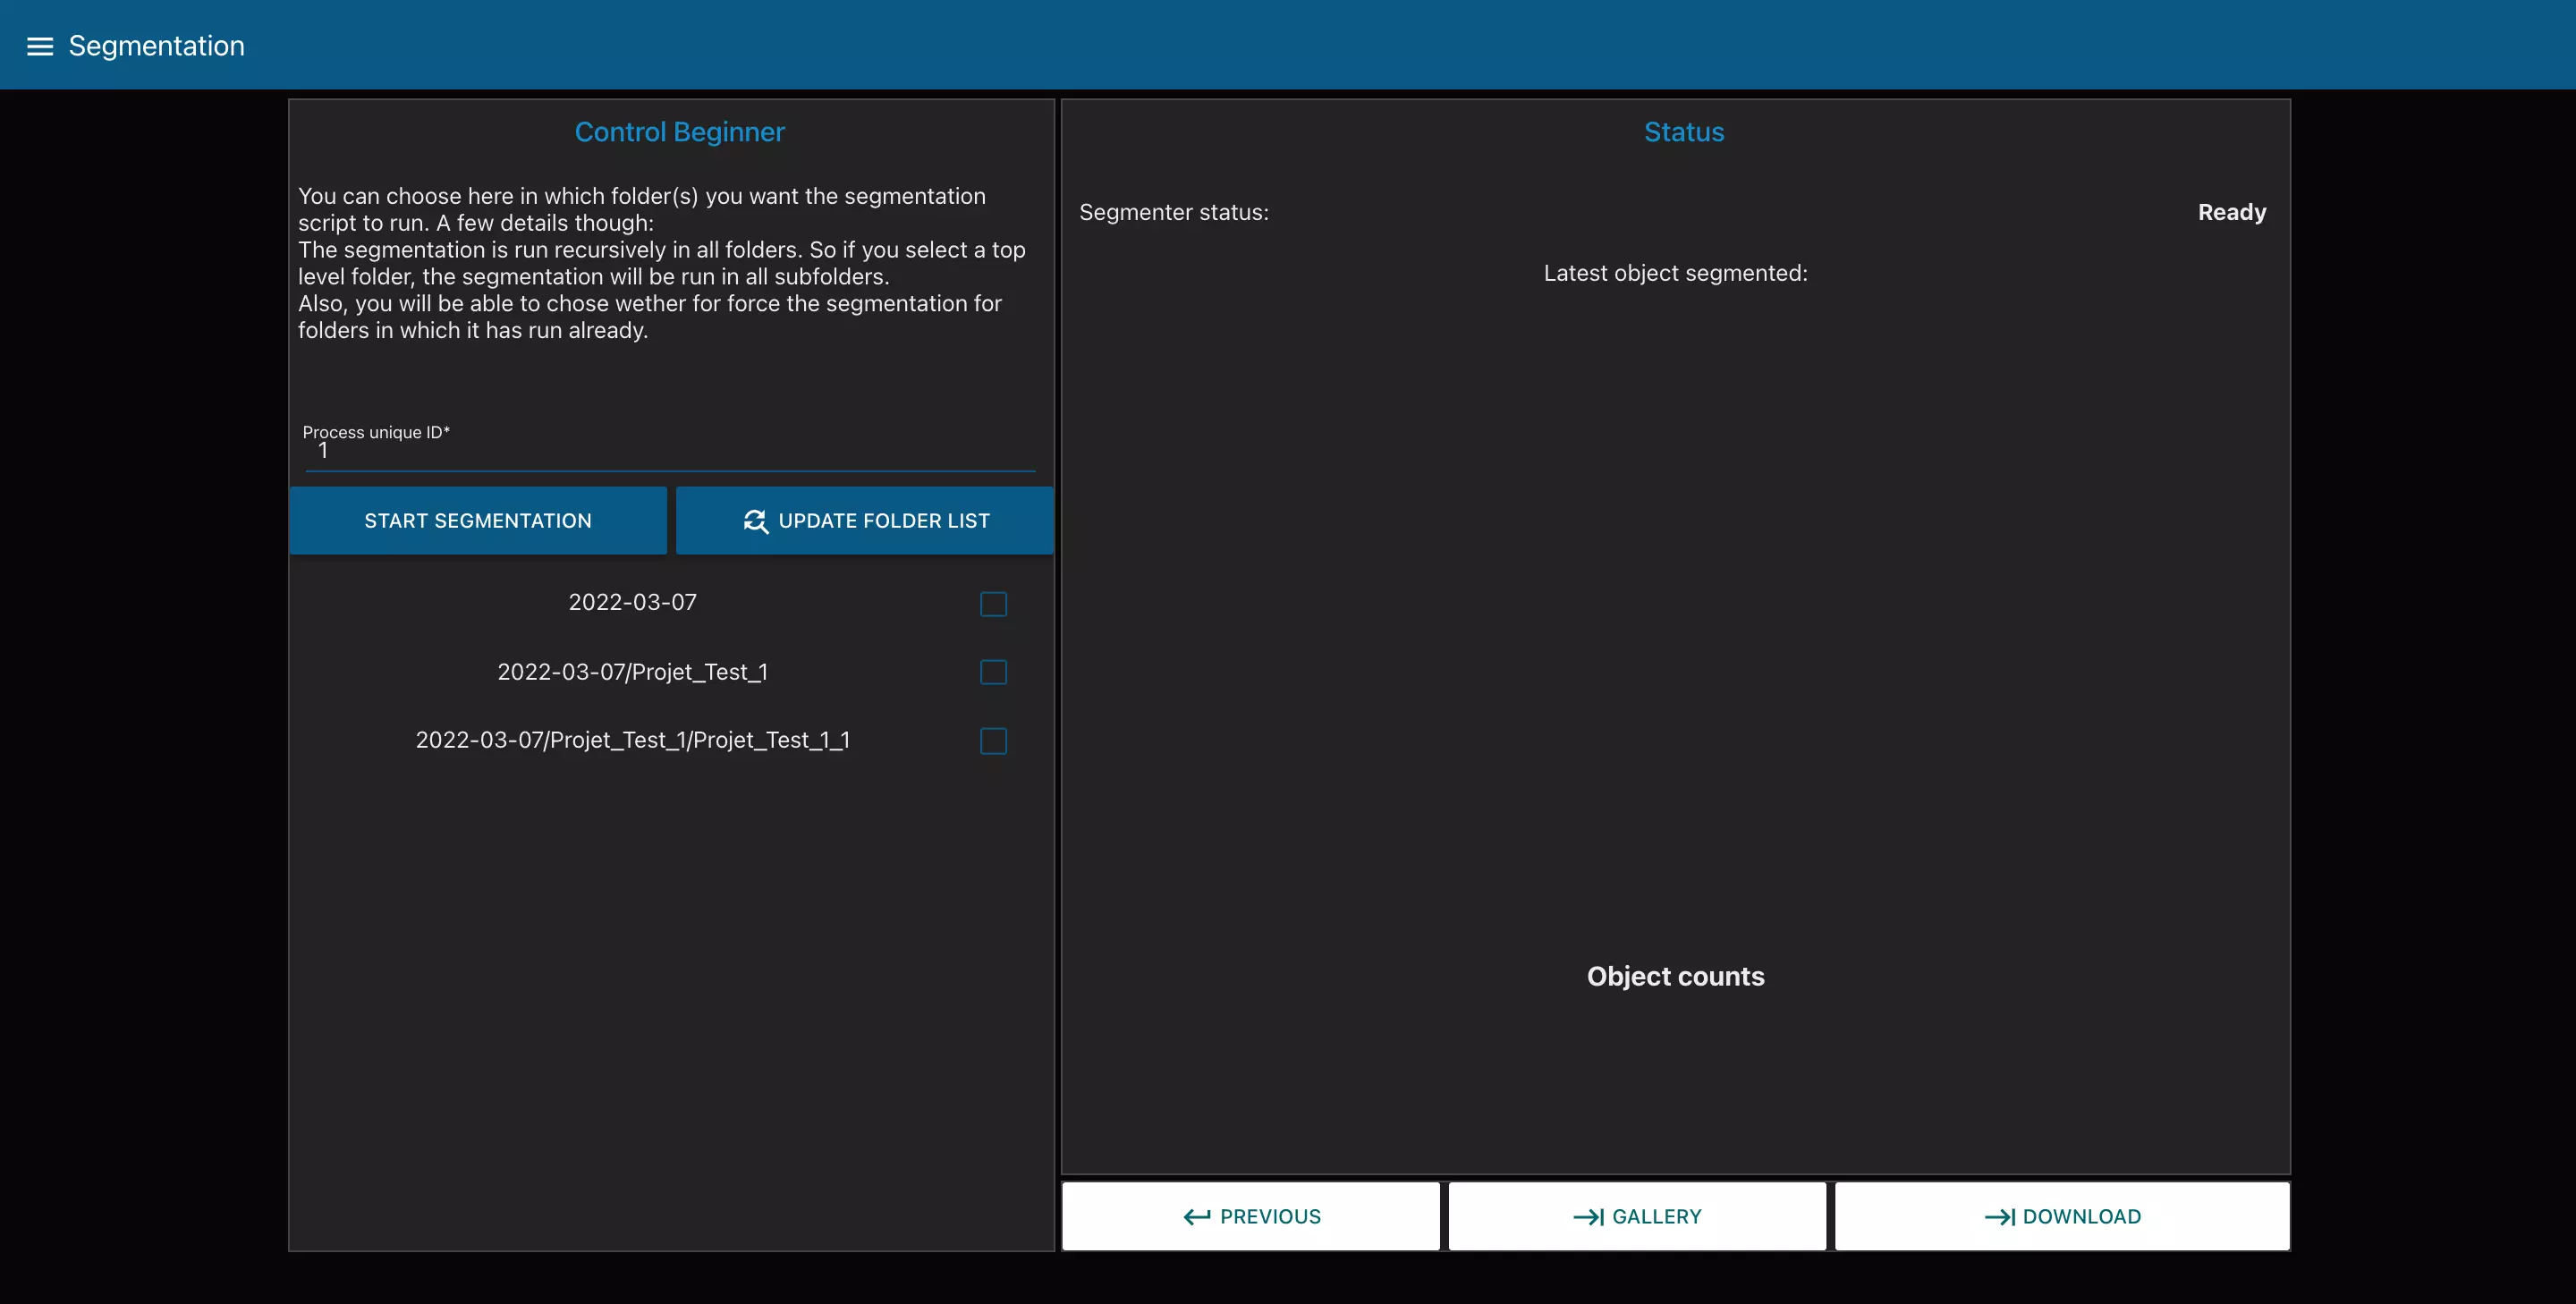 Segmentation
Control Beginner
You can choose here in which folder(s) you want the segmentation
script to run. A few details though:
The segmentation is run recursively in all folders. So if you select a top
level folder, the segmentation will be run in all subfolders.
Also, you will be able to chose wether for force the segmentation for
folders in which it has run already.
Process unique ID*
1
START SEGMENTATION
UPDATE FOLDER LIST
2022-03-07
2022-03-07/Projet_Test_1
2022-03-07/Projet_Test_1/Projet_Test_1_1
Status
Segmenter status:
Ready
Latest object segmented:
Object counts
PREVIOUS
GALLERY
DOWNLOAD